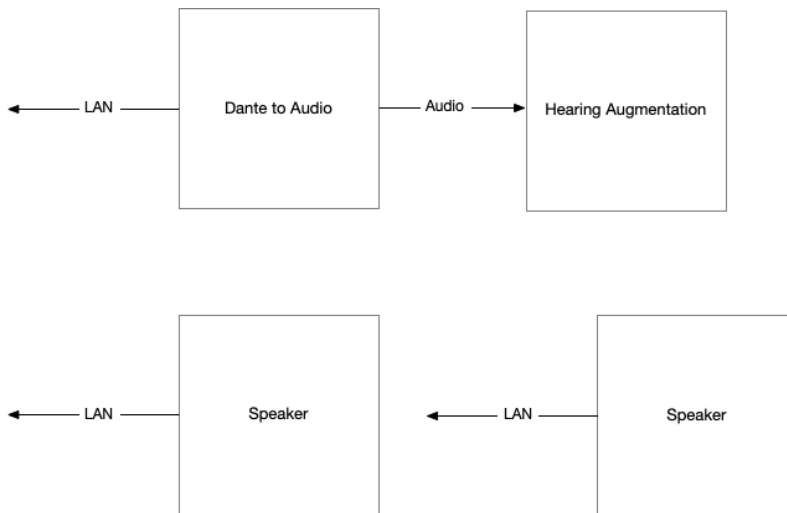 LAN
Dante to Audio
Audio
Hearing Augmentation
LAN
Speaker
LAN
Speaker